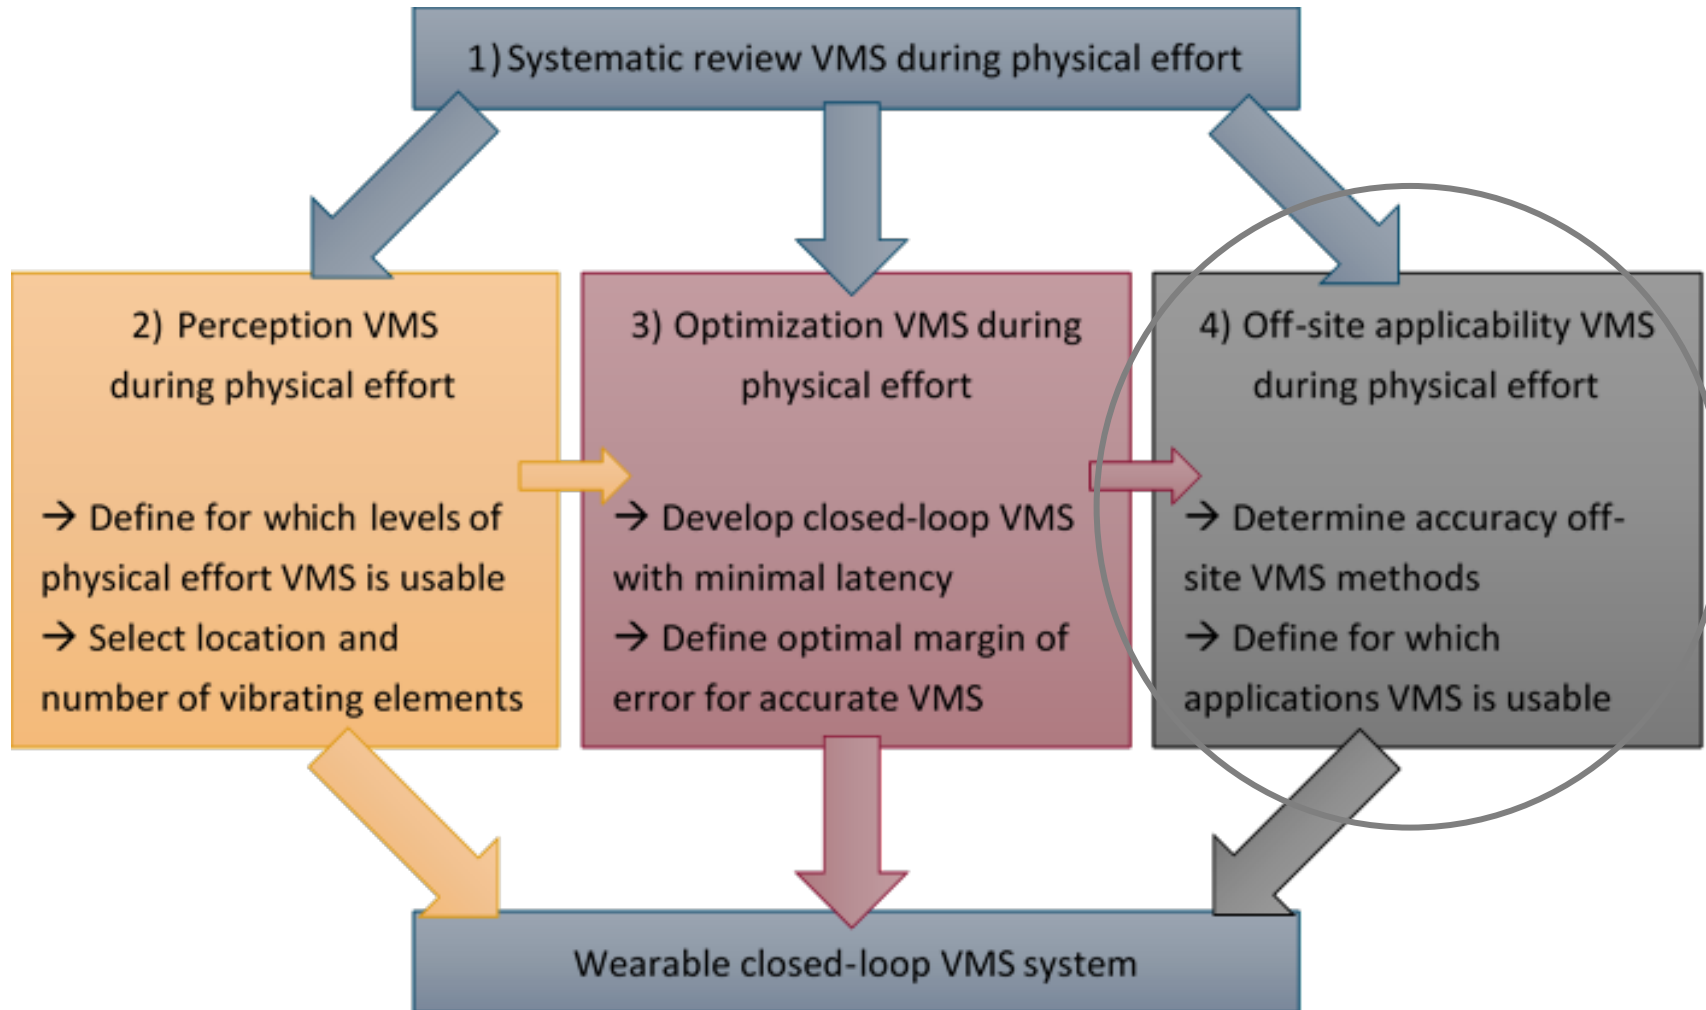 1) Systematic review VMS during physical effort
2) Perception VMS
during physical effort
→ Define for which levels of
physical effort VMS is usable
→ Select location and
number of vibrating elements
3) Optimization VMS during
physical effort
→ Develop closed-loop VMS
with minimal latency
→ Define optimal margin of
error for accurate VMS
4) Off-site applicability VMS
during physical effort
→ Determine accuracy off-
site VMS methods
→ Define for which
applications VMS is usable
Wearable closed-loop VMS system